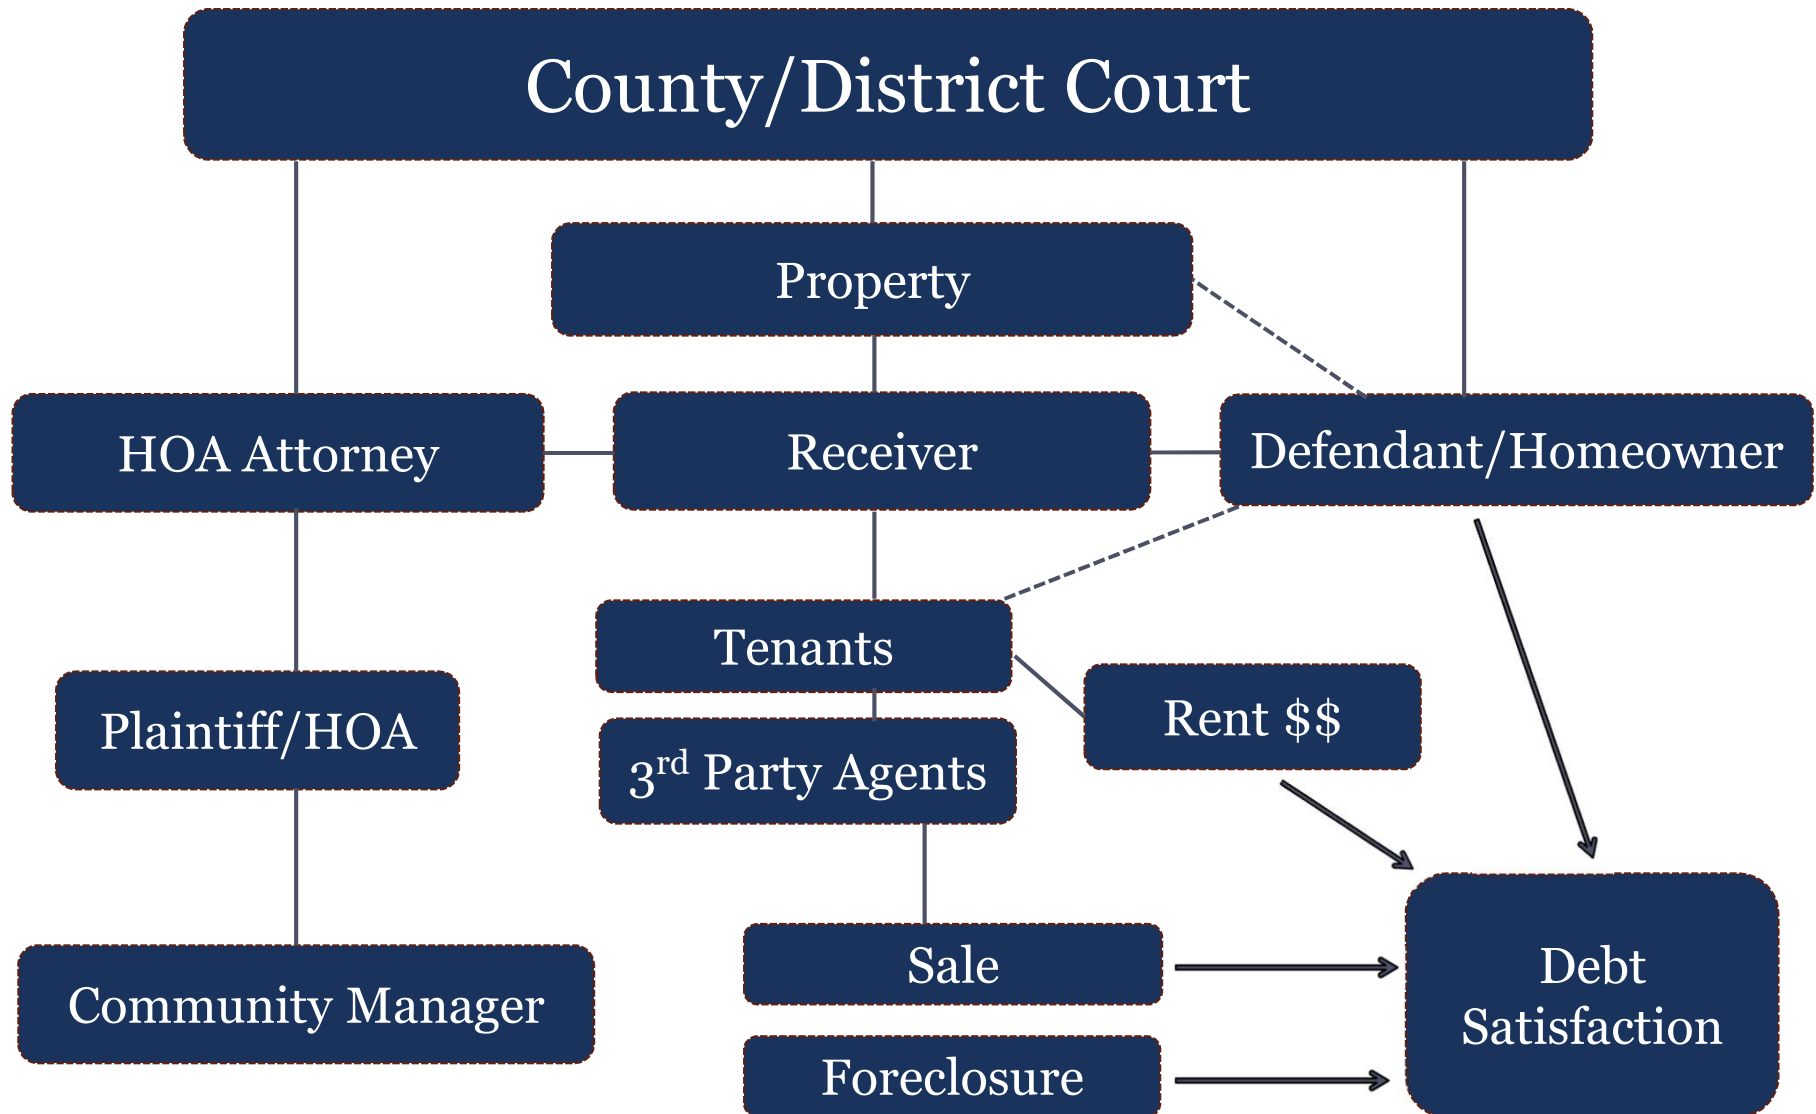 County/District Court
Property
HOA Attorney
Receiver
Defendant/Homeowner
Tenants
Plaintiff/HOA
Rent $$
3rd Party Agents
Sale
Debt
Satisfaction
Community Manager
Foreclosure